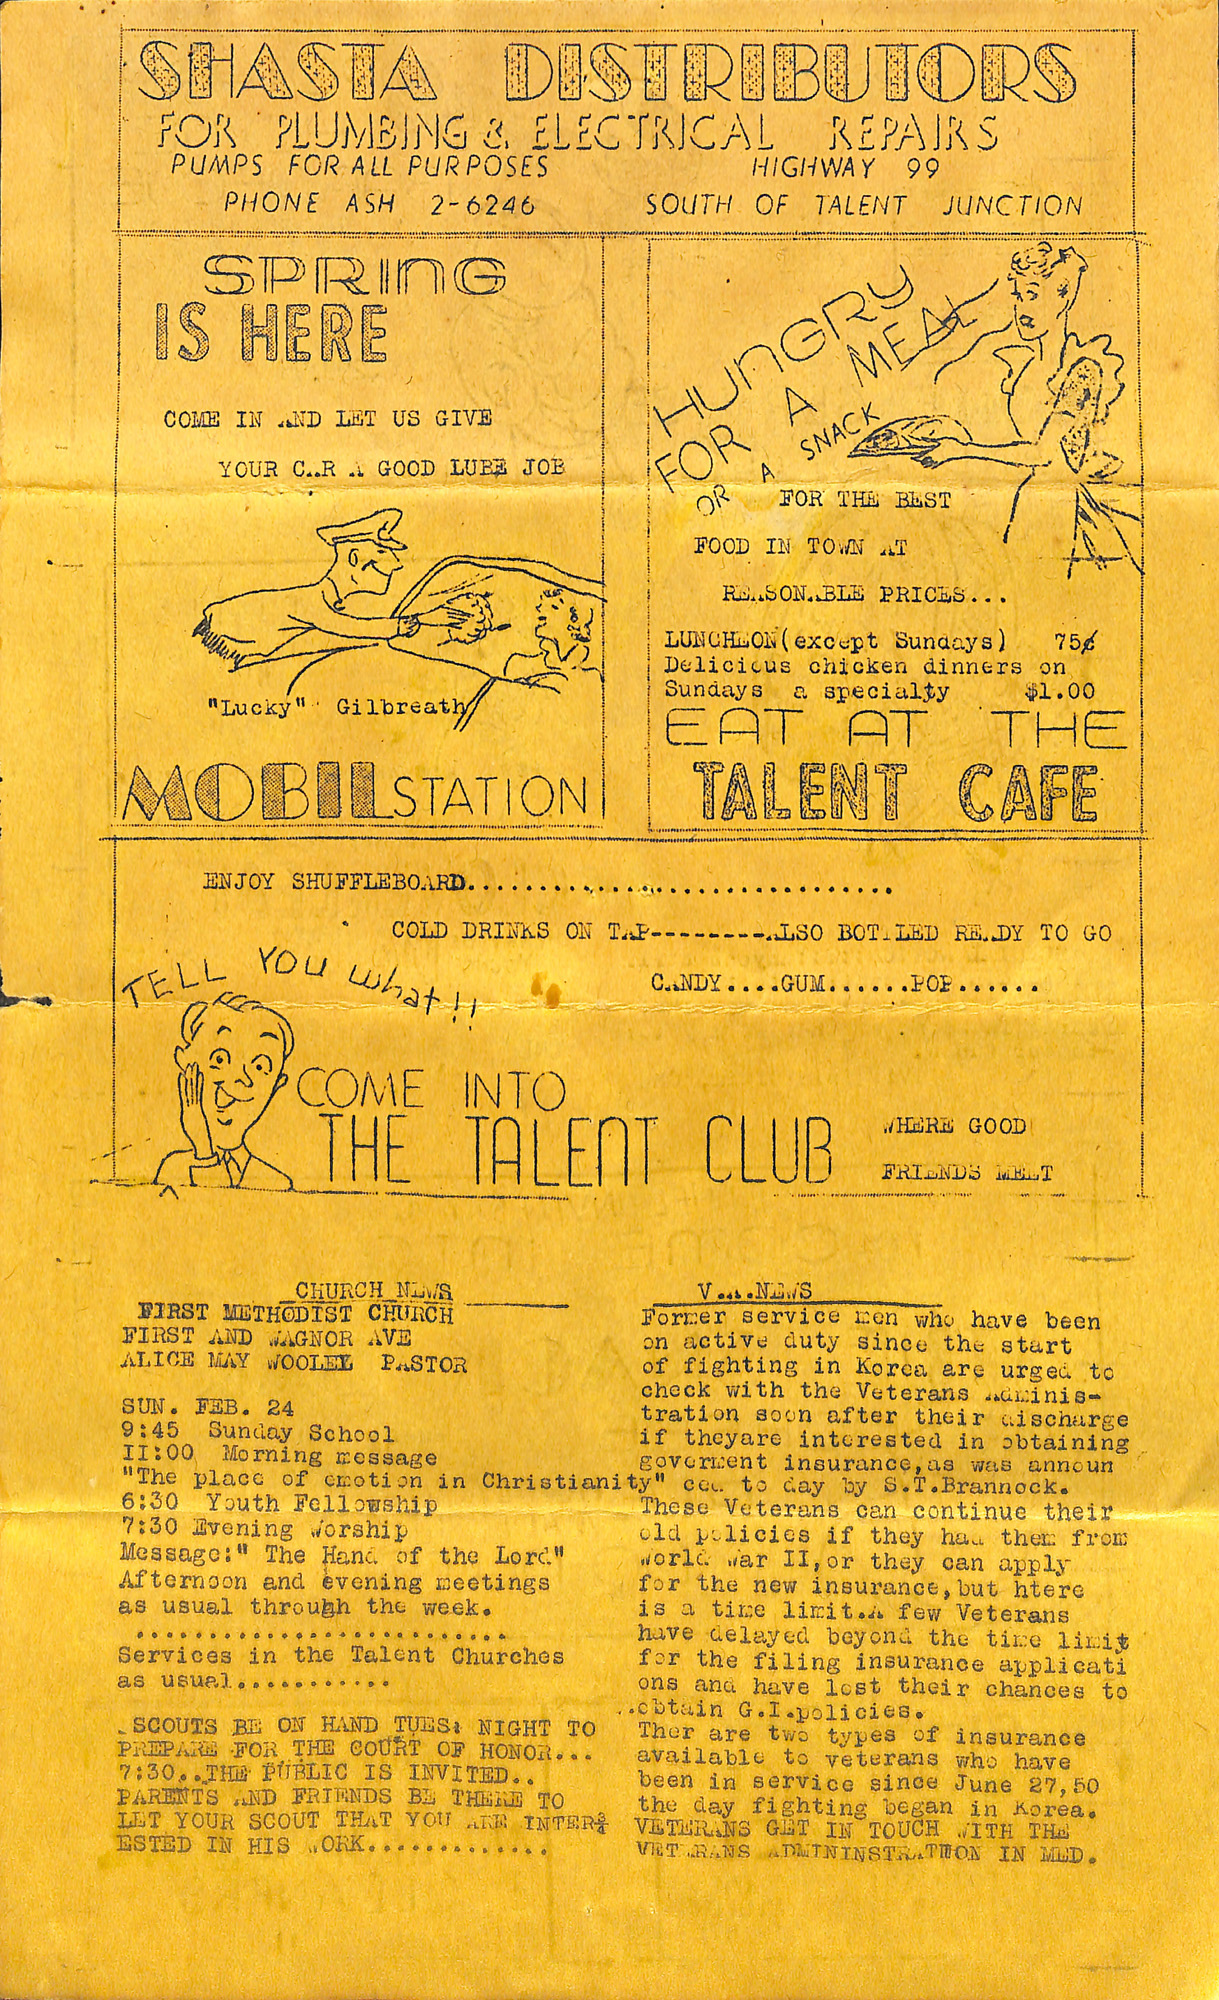 SHASTA DISTRIBUTORS
FOR PLUMBING & ELECTRICAL REPAIRS
PUMPS FOR ALL PURPOSES HIGHWAY 99
PHONE ASH 2-6246 SOUTH OF TALENT JUNCTION
SPRING
IS HERE
COME IN AND LET US GIVE
YOUR CAR A GOOD LUBE JOB
"Lucky" Gilbreath
MOBIL STATION
HUNGRY
FOR A MEAL
OR A SNACK
FOR THE BEST
FOOD IN TOWN AT
REASONABLE PRICES...
LUNCHEON(except Sundays) 75¢
Delicious chicken dinners on
Sundays a specialty $1.00
EAT AT THE
TALENT CAFE
ENJOY SHUFFLEBOARD....................................
COLD DRINKS ON TAP--------ALSO BOTTLED READY TO GO
CANDY....GUM......POP......
TELL YOU what!!
COME INTO
THE TALENT CLUB
WHERE GOOD
FRIENDS MEET
CHURCH NEWS
FIRST METHODIST CHURCH
FIRST AND WAGNOR AVE
ALICE MAY WOOLEE PASTOR
SUN. FEB. 24
9:45 Sunday School
II:00 Morning message
"The place of emotion in Christianity"
6:30 Youth Fellowship
7:30 Evening Worship
Message:" The Hand of the Lord"
Afternoon and evening meetings
as usual through the week.
..........................
Services in the Talent Churches
as usual...........
SCOUTS BE ON HAND TUES: NIGHT TO
PREPARE FOR THE COURT OF HONOR...
7:30..THE PUBLIC IS INVITED..
PARENTS AND FRIENDS BE THERE TO
LET YOUR SCOUT THAT YOU ARE INTER-
ESTED IN HIS WORK.............
V.A.NEWS
Former service men who have been
on active duty since the start
of fighting in Korea are urged to
check with the Veterans Adminis-
tration soon after their discharge
if theyare interested in obtaining
goverment insurance,as was announ
ced to day by S.T.Brannock.
These Veterans can continue their
old policies if they had them from
World War II,or they can apply
for the new insurance,but htere
is a time limit.A few Veterans
have delayed beyond the time limit
for the filing insurance applicati
ons and have lost their chances to
obtain G.I.policies.
Ther are two types of insurance
available to veterans who have
been in service since June 27,50
the day fighting began in Korea.
VETERANS GET IN TOUCH WITH THE
VETERANS ADMININSTRATION IN MED.